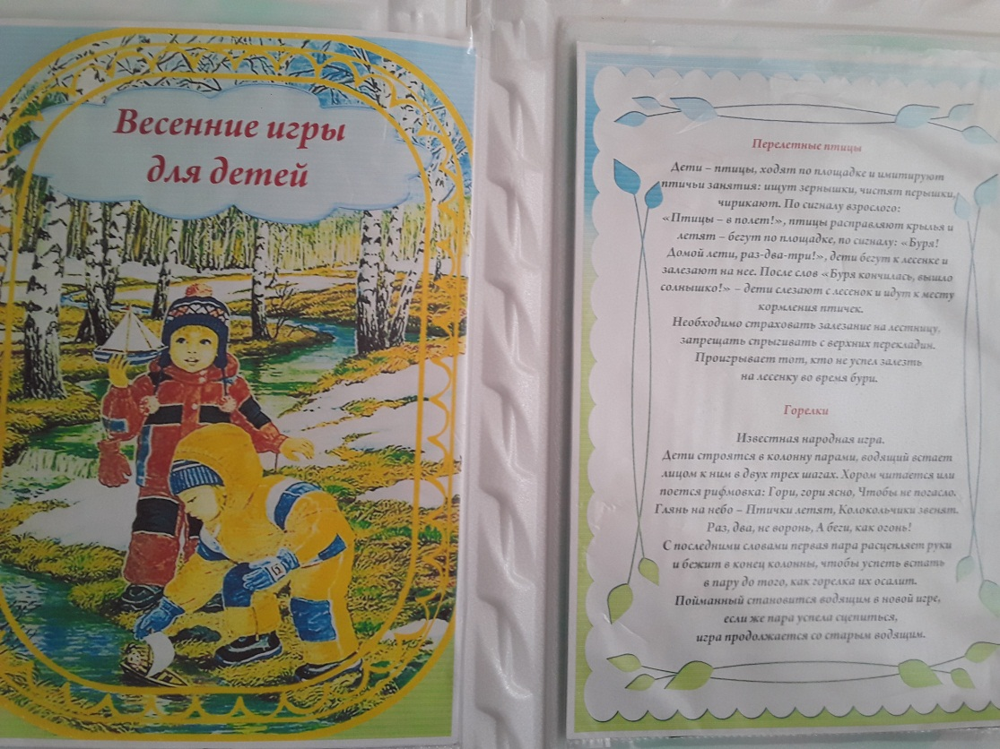 Весенние игры
для детей
Перелетные птицы
Дети – птицы, ходят по площадке и имитируют
птичьи занятия: ищут зернышки, чистят перышки,
чирикают. По сигналу взрослого:
«Птицы – в полет!», птицы расправляют крылья и
летят – бегут по площадке, по сигналу: «Буря!
Домой лети, раз-два-три!», дети бегут к лесенке и
залезают на нее. После слов «Буря кончилась, вышло
солнышко!» – дети слезают с лесенок и идут к месту
кормления птичек.
Необходимо страховать залезание на лестницу,
запрещать спрыгивать с верхних перекладин.
Проигрывает тот, кто не успел залезть
на лесенку во время бури.
Горелки
Известная народная игра.
Дети строятся в колонну парами, водящий встает
лицом к ним в двух трех шагах. Хором читается или
поется рифмовка: Гори, гори ясно, Чтобы не погасло.
Глянь на небо – Птички летят, Колокольчики звенят.
Раз, два, не воронь, А беги, как огонь!
С последними словами первая пара расцепляет руки
и бежит в конец колонны, чтобы успеть встать
в пару до того, как горелка их осалит.
Пойманный становится водящим в новой игре,
если же пара успела сцепиться,
игра продолжается со старым водящим.